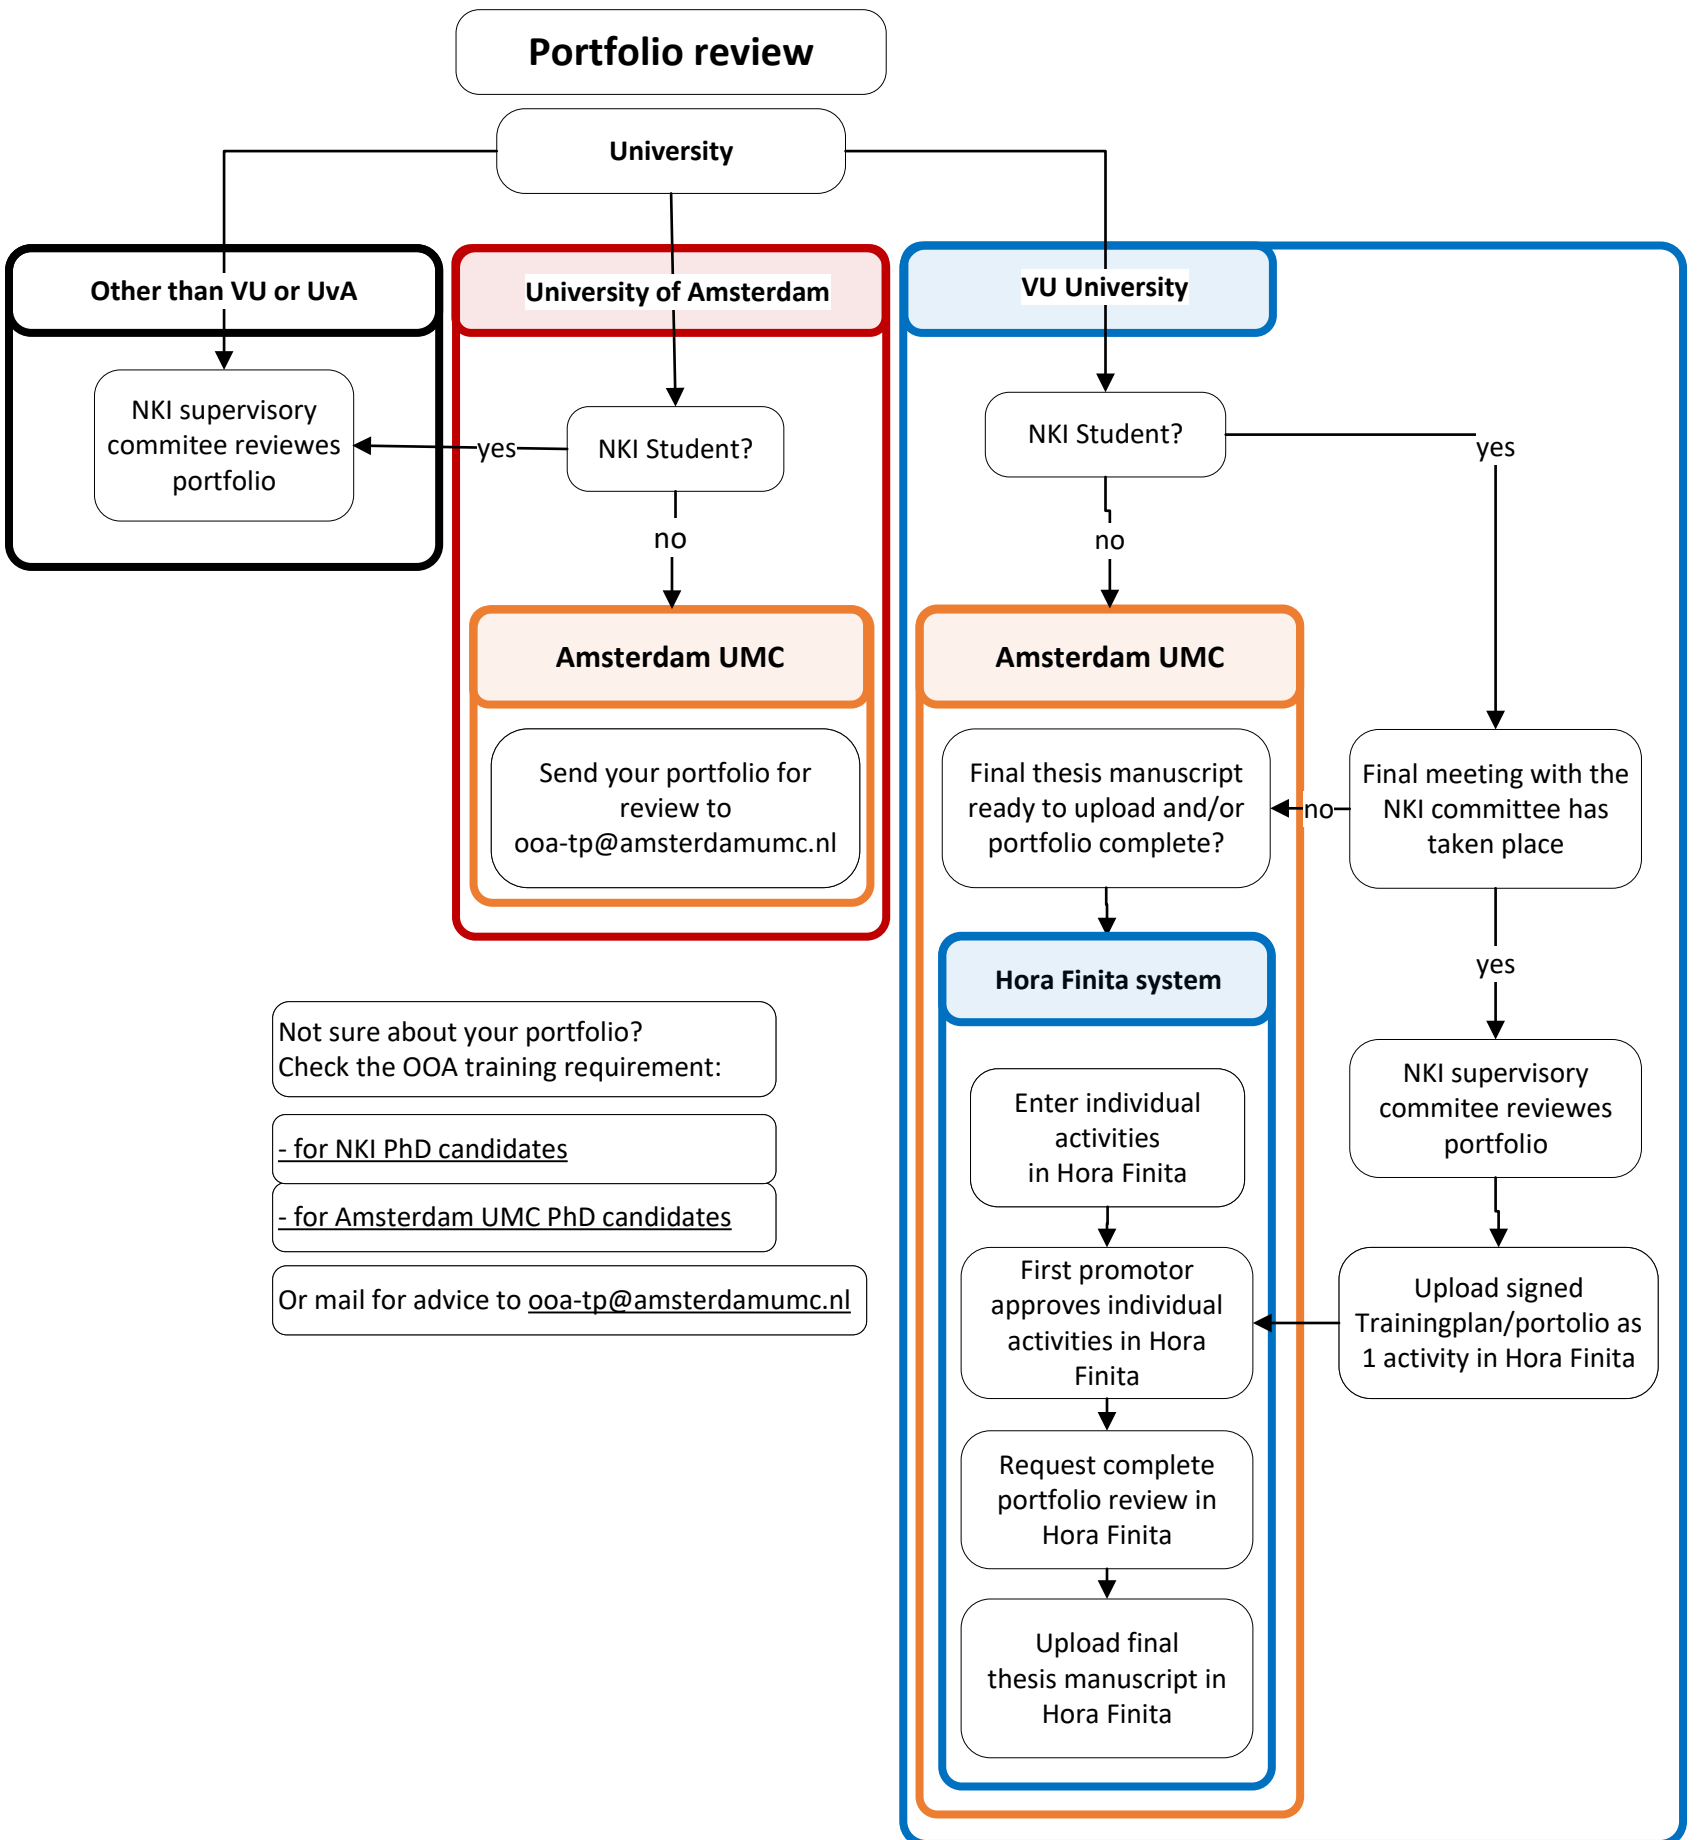 Portfolio review
University
Other than VU or UvA
University of Amsterdam
VU University
NKI supervisory
commitee reviewes
portfolio
yes
NKI Student?
no
NKI Student?
yes
no
Amsterdam UMC
Send your portfolio for
review to
ooa-tp@amsterdamumc.nl
Amsterdam UMC
Final thesis manuscript
ready to upload and/or
portfolio complete?
no
Final meeting with the
NKI committee has
taken place
yes
Hora Finita system
Enter individual
activities
in Hora Finita
NKI supervisory
commitee reviewes
portfolio
First promotor
approves individual
activities in Hora
Finita
Upload signed
Trainingplan/portolio as
1 activity in Hora Finita
Request complete
portfolio review in
Hora Finita
Upload final
thesis manuscript in
Hora Finita
Not sure about your portfolio?
Check the OOA training requirement:
- for NKI PhD candidates
- for Amsterdam UMC PhD candidates
Or mail for advice to ooa-tp@amsterdamumc.nl